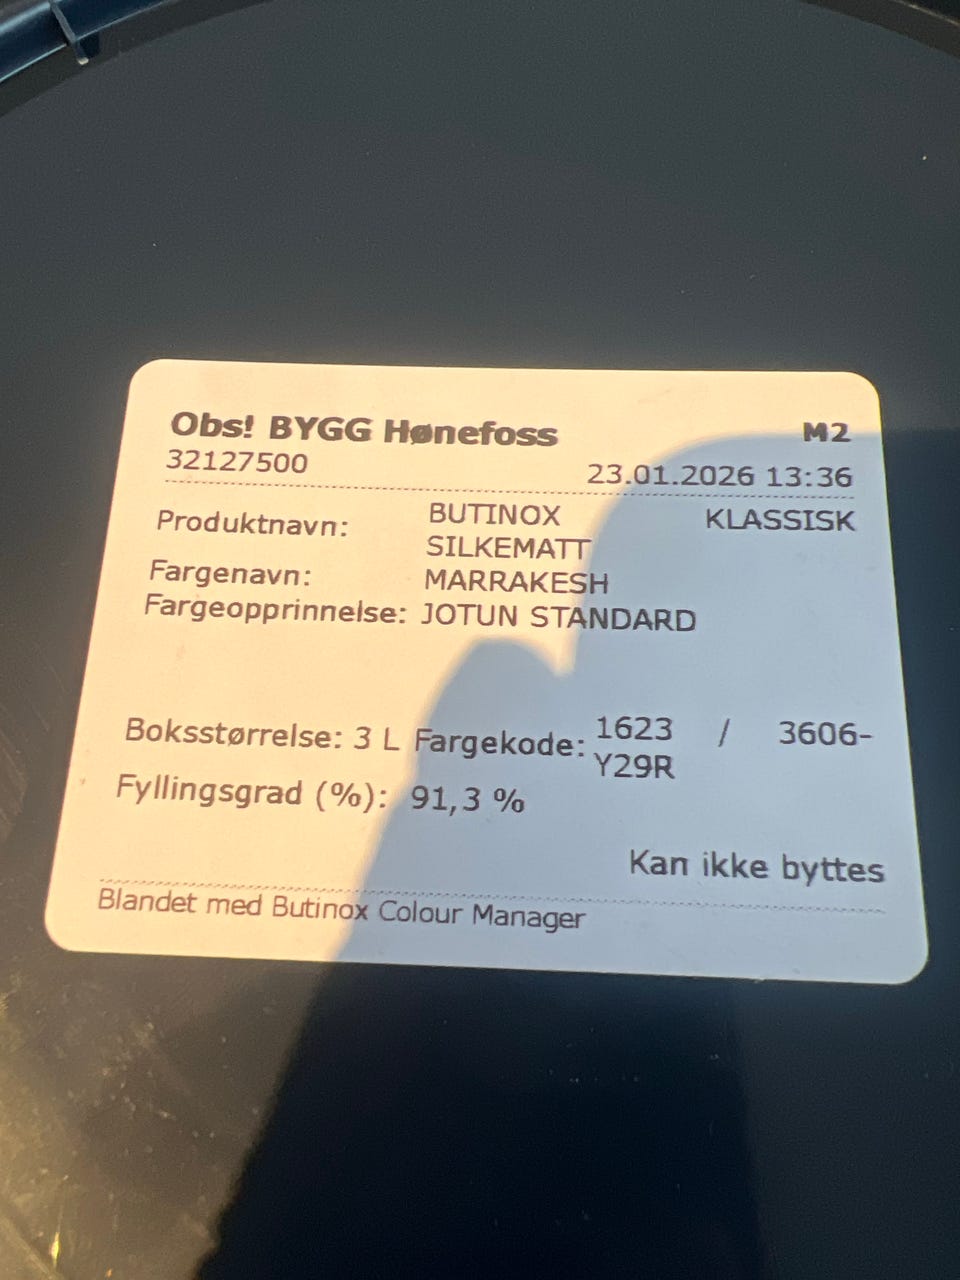 Obs! BYGG Hønefoss M2
32127500 23.01.2026 13:36
Produktnavn: BUTINOX KLASSISK
SILKEMATT
Fargenavn: MARRAKESH
Fargeopprinnelse: JOTUN STANDARD
Boksstørrelse: 3 L Fargekode: 1623 / 3606-
Y29R
Fyllingsgrad (%): 91,3 %
Kan ikke byttes
Blandet med Butinox Colour Manager